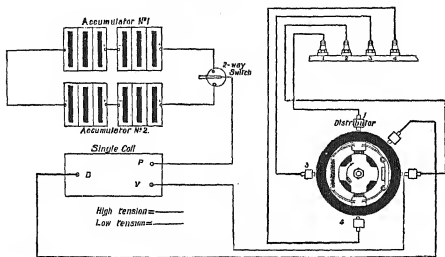 Accumulator Nº1
2-way
Switch
Accumulator Nº2.
Single Coil
P
D
V
High tension=
Low tension=
1 2 3 4
Distributor
1
3
4